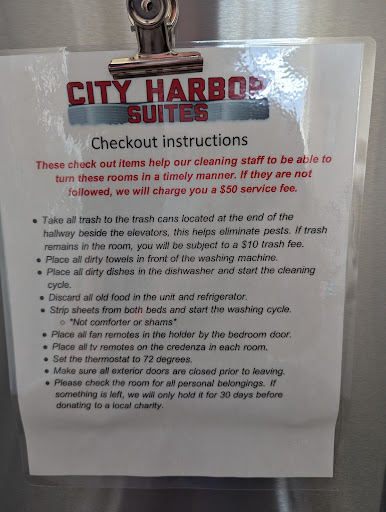 CITY HARBOR
SUITES
Checkout instructions
These check out items help our cleaning staff to be able to
turn these rooms in a timely manner. If they are not
followed, we will charge you a $50 service fee.
• Take all trash to the trash cans located at the end of the
hallway beside the elevators, this helps eliminate pests. If trash
remains in the room, you will be subject to a $10 trash fee.
• Place all dirty towels in front of the washing machine.
• Place all dirty dishes in the dishwasher and start the cleaning
cycle.
• Discard all old food in the unit and refrigerator.
• Strip sheets from both beds and start the washing cycle.
○ *Not comforter or shams*
• Place all fan remotes in the holder by the bedroom door.
• Place all tv remotes on the credenza in each room.
• Set the thermostat to 72 degrees.
• Make sure all exterior doors are closed prior to leaving.
• Please check the room for all personal belongings. If
something is left, we will only hold it for 30 days before
donating to a local charity.